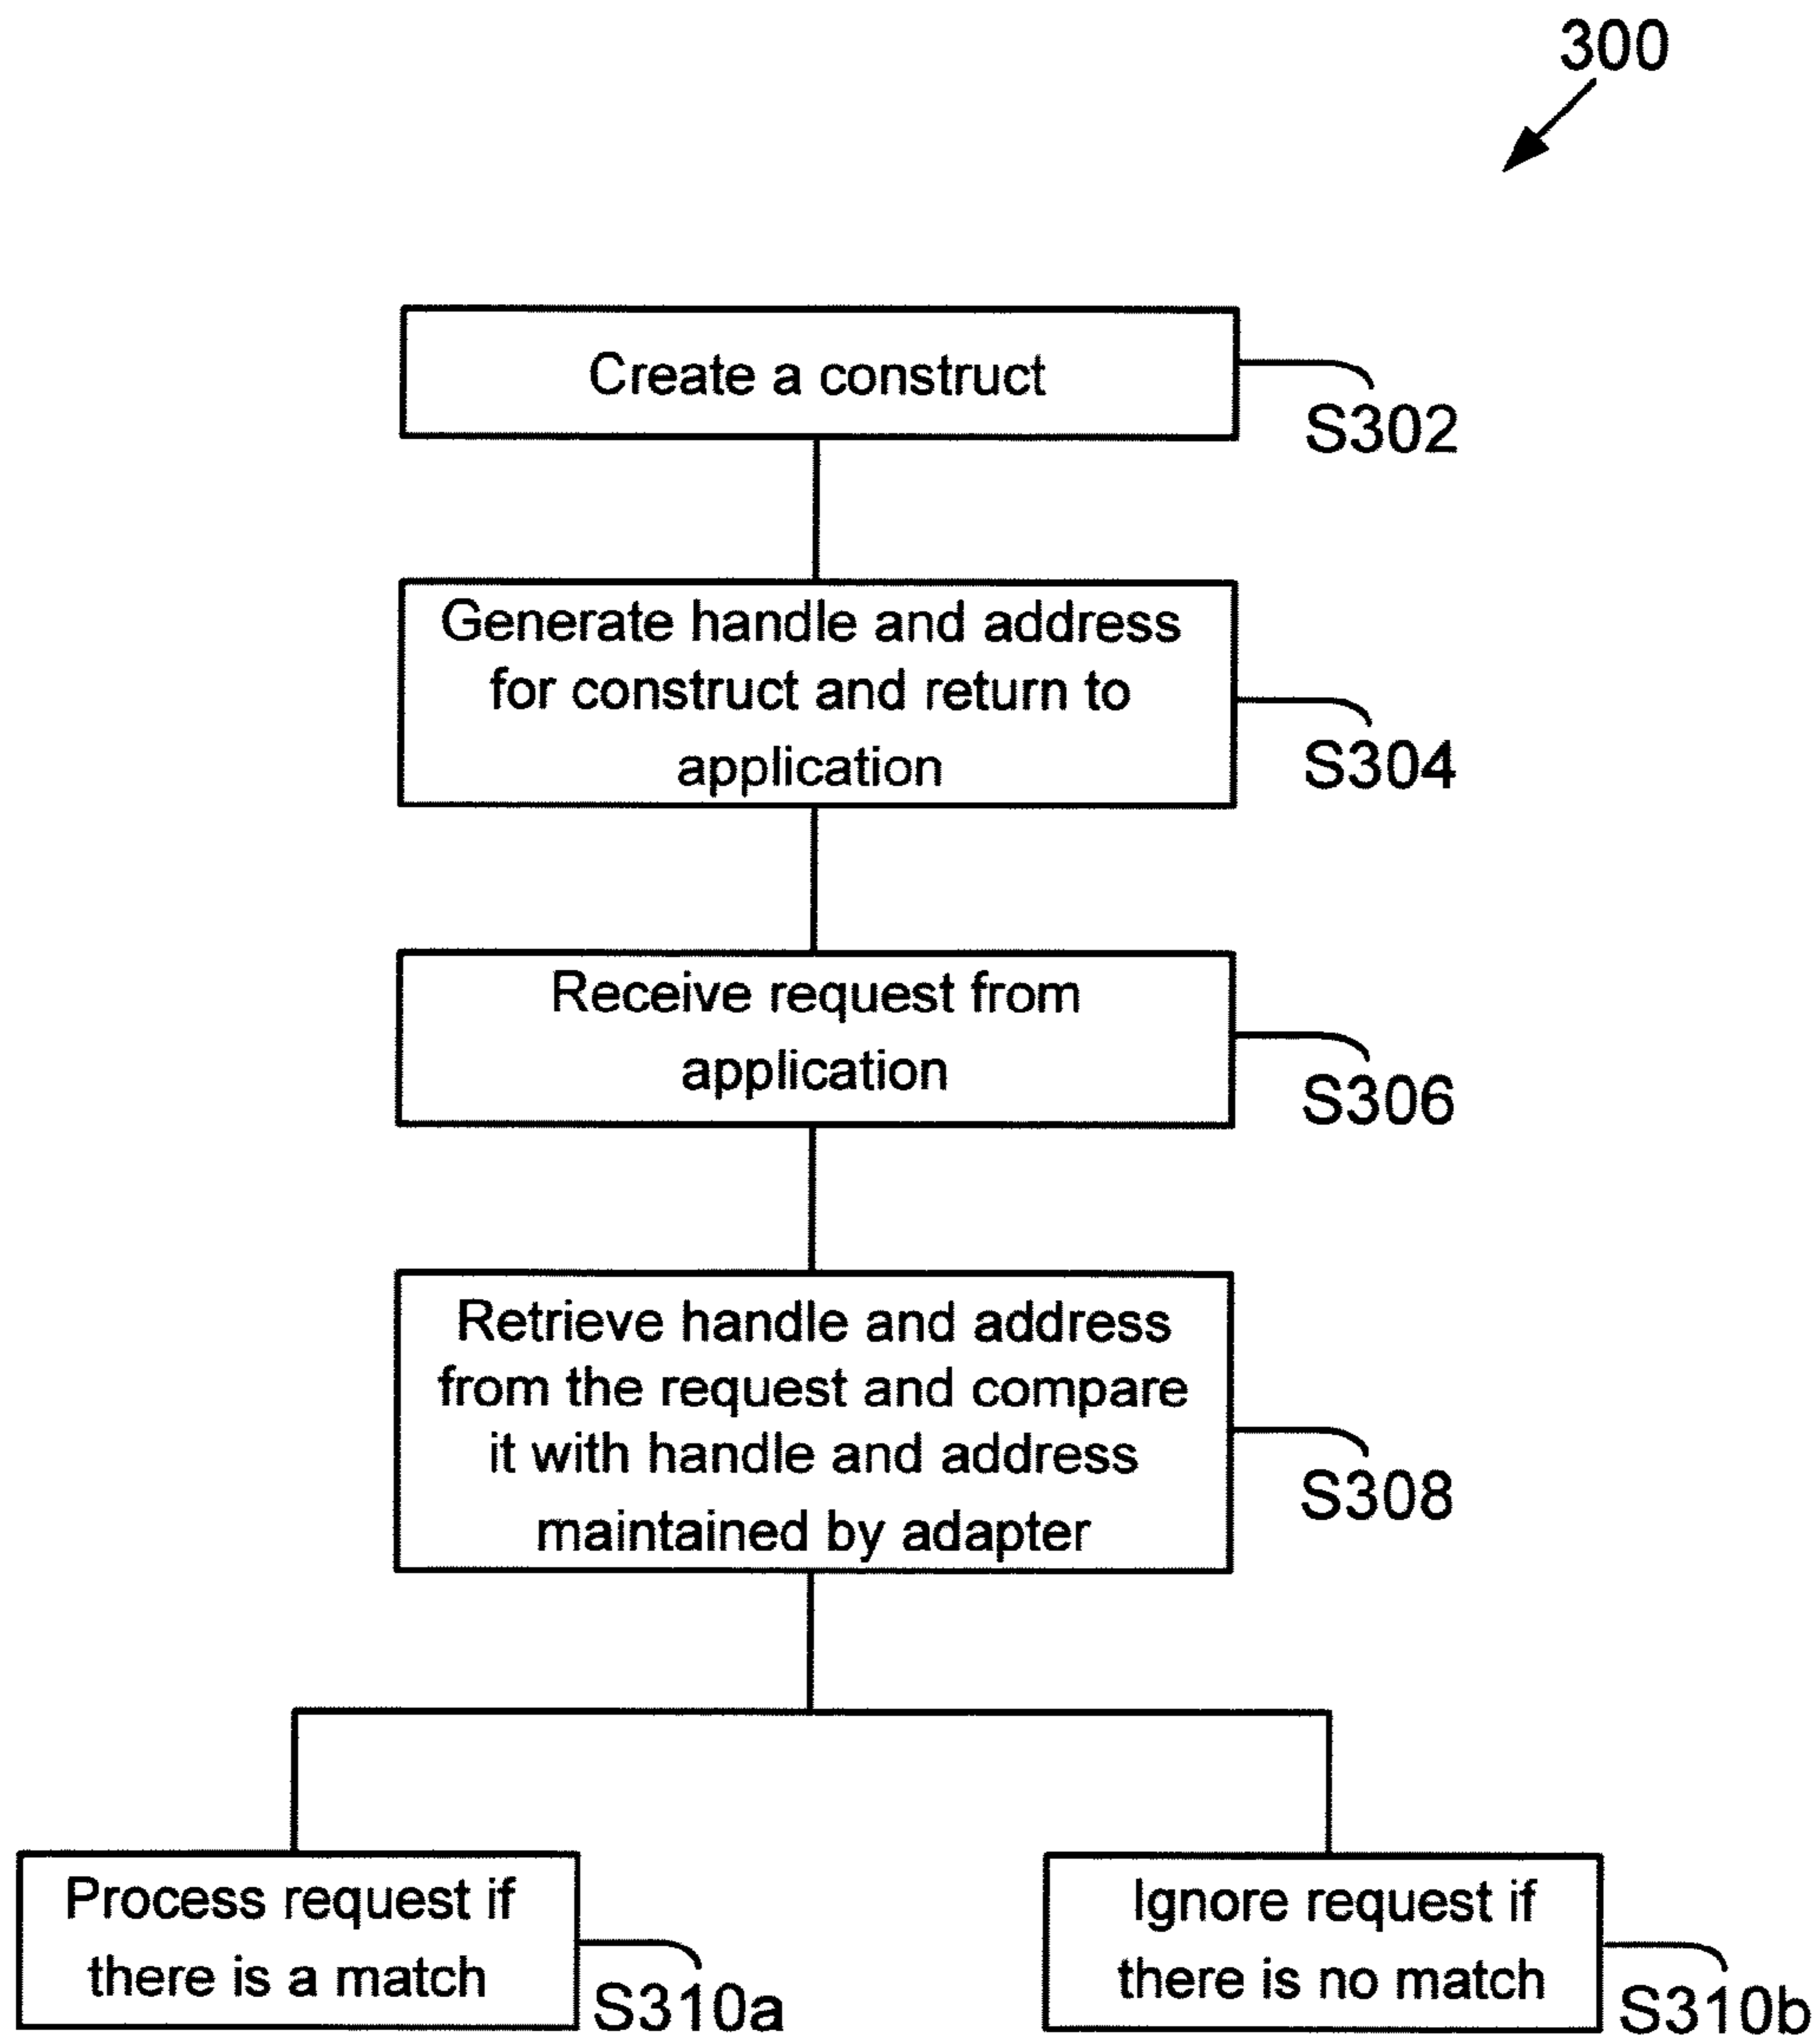 300
Create a construct
S302
Generate handle and address
for construct and return to
application
S304
Receive request from
application
S306
Retrieve handle and address
from the request and compare
it with handle and address
maintained by adapter
S308
Process request if
there is a match
S310a
Ignore request if
there is no match
S310b